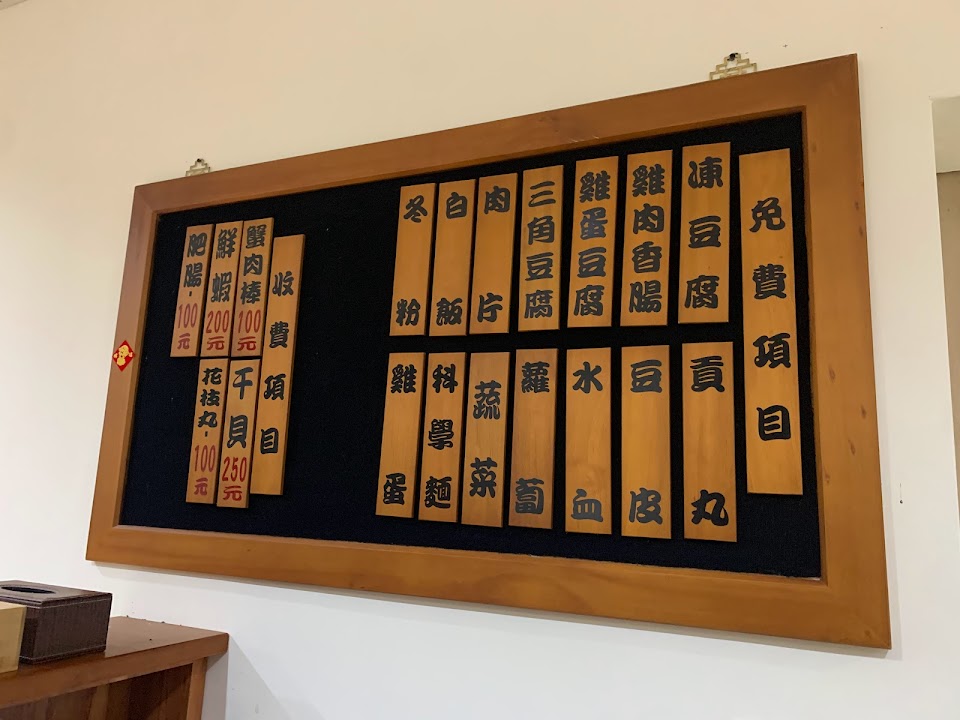 免費項目
凍豆腐
雞肉香腸
雞蛋豆腐
三角豆腐
肉片
白飯
冬粉
貢丸
豆皮
水血
蘿蔔
蔬菜
科學麵
雞蛋
收費項目
蟹肉棒100元
鮮蝦200元
肥腸-100元
干貝250元
花枝丸-100元